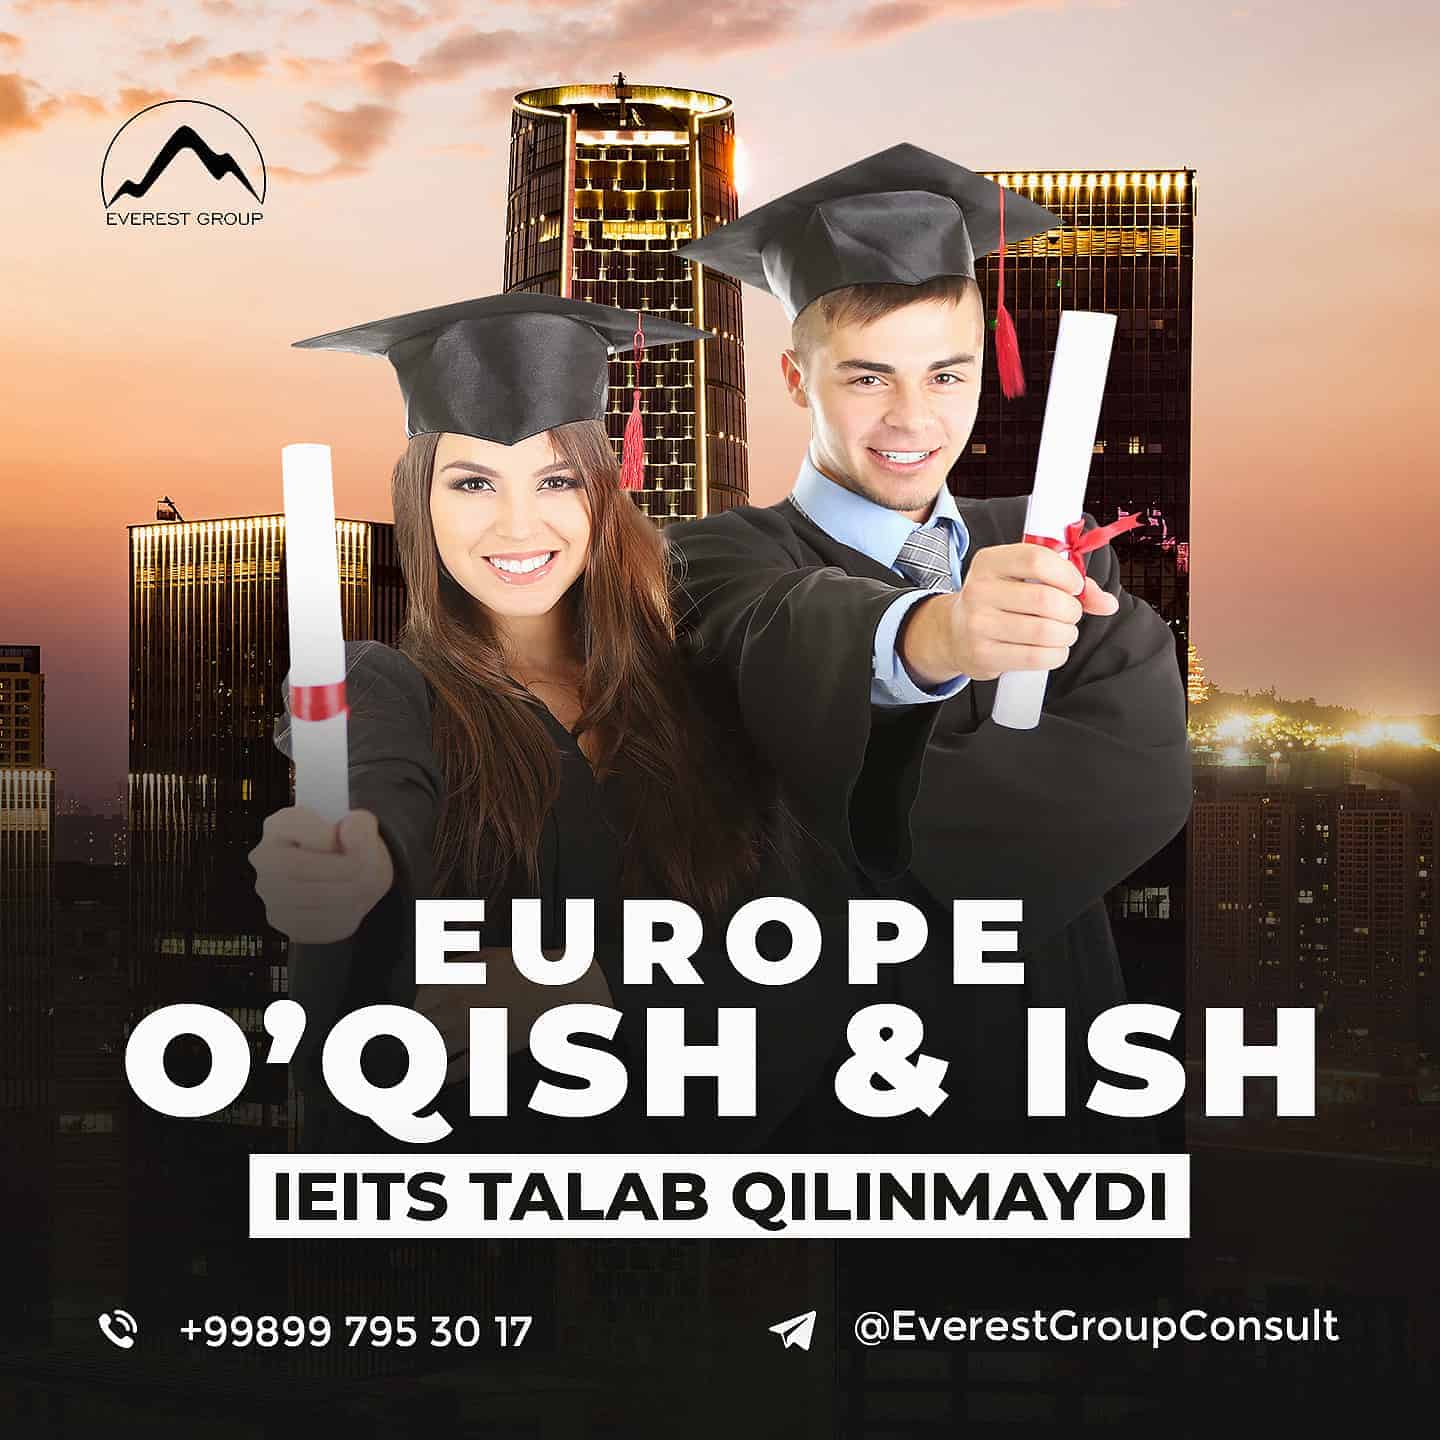 EVEREST GROUP
EUROPE
O’QISH & ISH
IEITS TALAB QILINMAYDI
+99899 795 30 17
@EverestGroupConsult